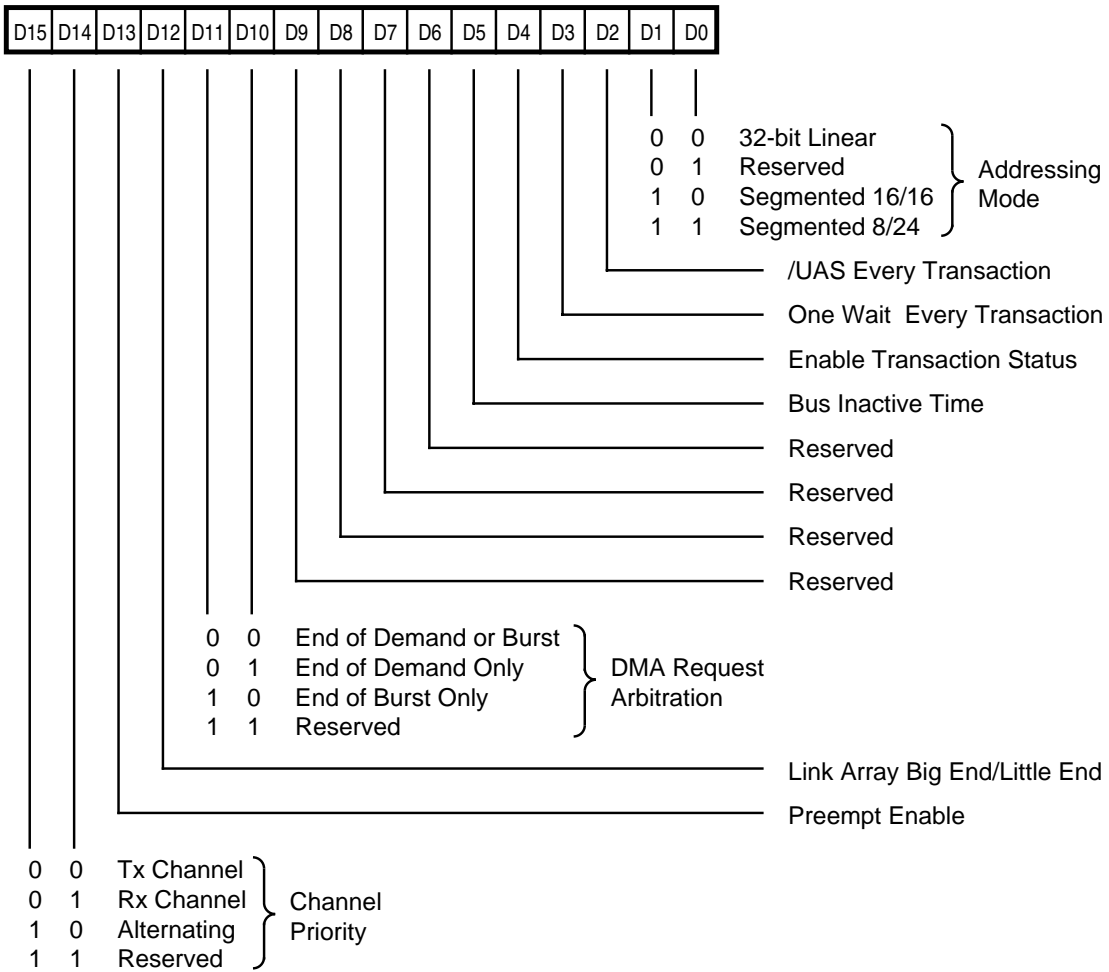 D15 D14 D13 D12 D11 D10 D9 D8 D7 D6 D5 D4 D3 D2 D1 D0
0 0 32-bit Linear
0 1 Reserved
1 0 Segmented 16/16
1 1 Segmented 8/24
Addressing
Mode
/UAS Every Transaction
One Wait Every Transaction
Enable Transaction Status
Bus Inactive Time
Reserved
Reserved
Reserved
Reserved
0 0 End of Demand or Burst
0 1 End of Demand Only
1 0 End of Burst Only
1 1 Reserved
DMA Request
Arbitration
Link Array Big End/Little End
Preempt Enable
0 0 Tx Channel
0 1 Rx Channel
1 0 Alternating
1 1 Reserved
Channel
Priority